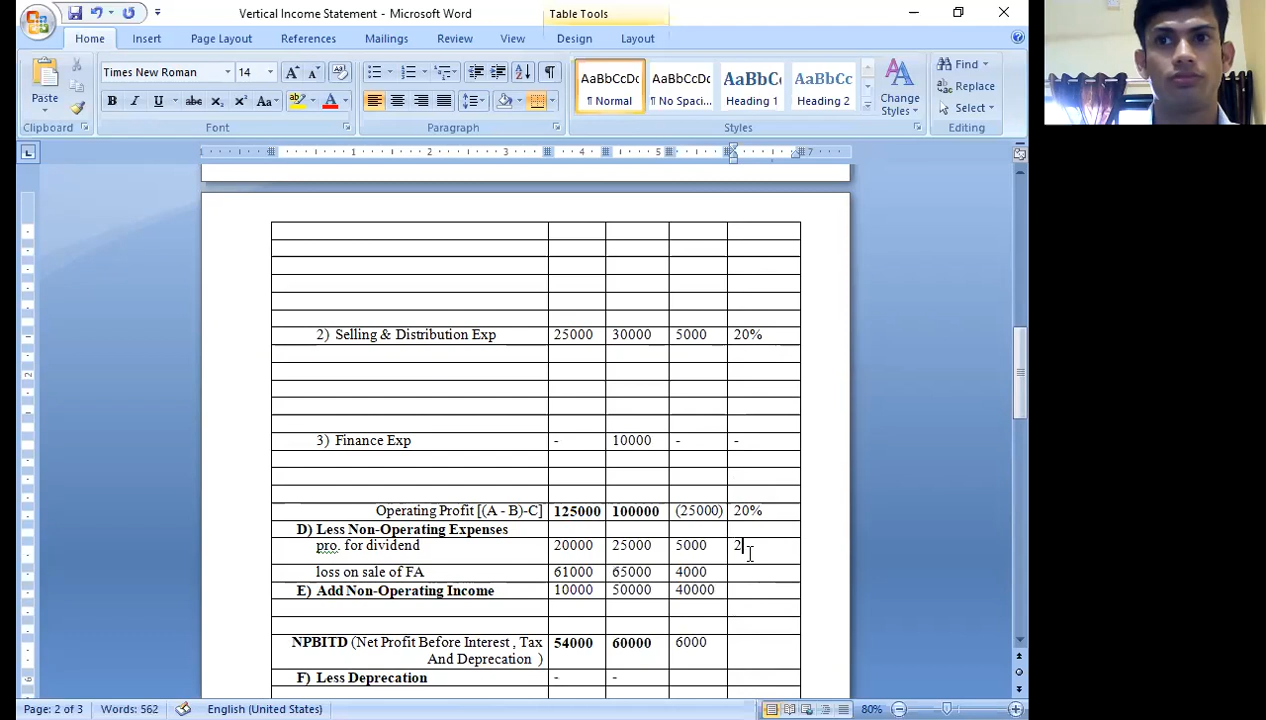 Vertical Income Statement - Microsoft Word
Table Tools
Home Insert Page Layout References Mailings Review View Design Layout
Times New Roman 14
Paste
AaBbCcDc AaBbCcDc AaBbC AaBbCc
¶ Normal ¶ No Spaci... Heading 1 Heading 2
Change
Styles
Find
Replace
Select
Clipboard Font Paragraph Styles Editing
2) Selling & Distribution Exp 25000 30000 5000 20%
3) Finance Exp - 10000 - -
Operating Profit [(A - B)-C] 125000 100000 (25000) 20%
D) Less Non-Operating Expenses
pro. for dividend 20000 25000 5000 2
loss on sale of FA 61000 65000 4000
E) Add Non-Operating Income 10000 50000 40000
NPBITD (Net Profit Before Interest , Tax 54000 60000 6000
And Deprecation )
F) Less Deprecation - -
Page: 2 of 3 Words: 562 English (United States) 80%